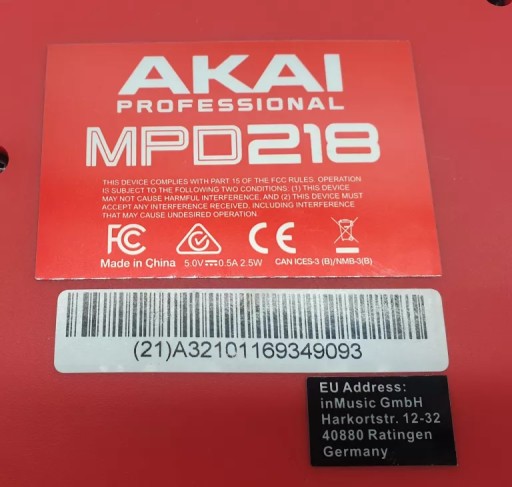 AKAI
PROFESSIONAL
MPD218
THIS DEVICE COMPLIES WITH PART 15 OF THE FCC RULES. OPERATION
IS SUBJECT TO THE FOLLOWING TWO CONDITIONS: (1) THIS DEVICE
MAY NOT CAUSE HARMFUL INTERFERENCE, AND (2) THIS DEVICE MUST
ACCEPT ANY INTERFERENCE RECEIVED, INCLUDING INTERFERENCE
THAT MAY CAUSE UNDESIRED OPERATION.
FC CE
Made in China 5.0V 0.5A 2.5W CAN ICES-3 (B)/NMB-3(B)
(21)A32101169349093
EU Address:
inMusic GmbH
Harkortstr. 12-32
40880 Ratingen
Germany